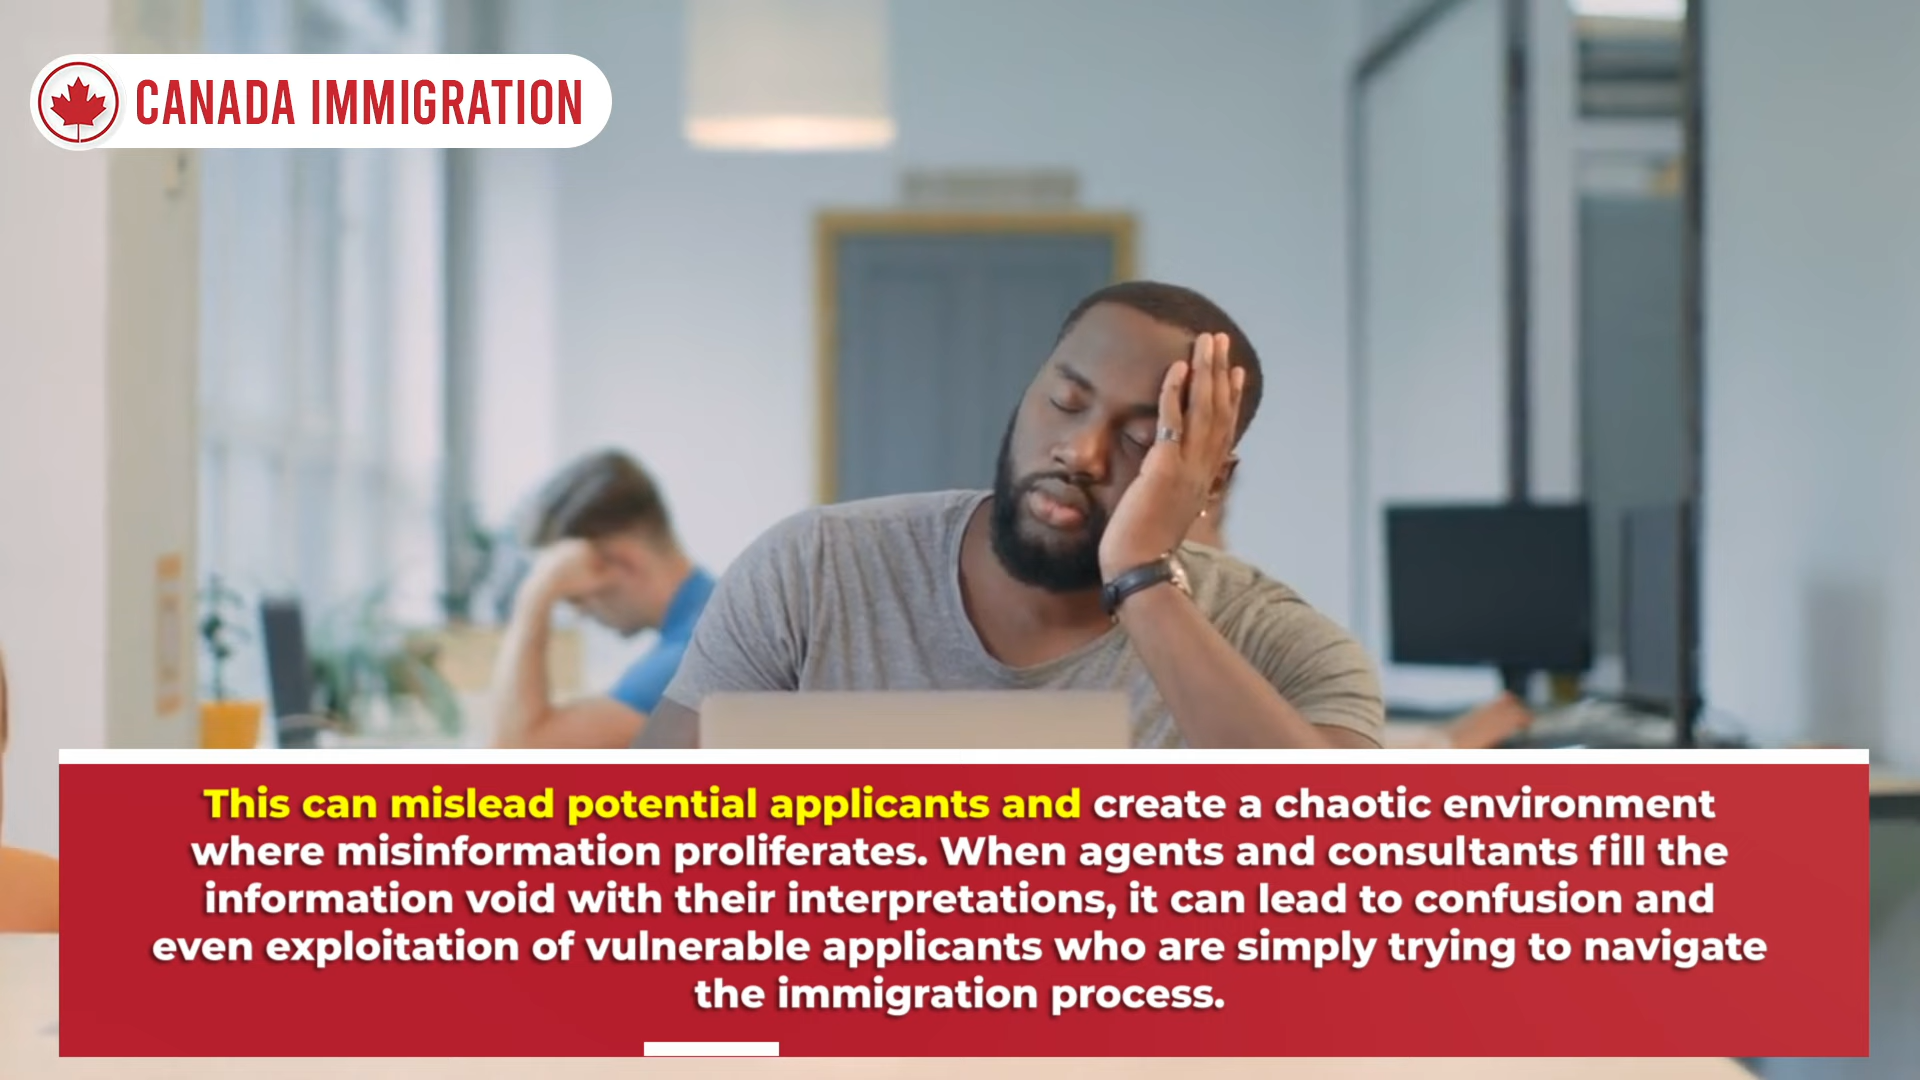 CANADA IMMIGRATION
This can mislead potential applicants and create a chaotic environment
where misinformation proliferates. When agents and consultants fill the
information void with their interpretations, it can lead to confusion and
even exploitation of vulnerable applicants who are simply trying to navigate
the immigration process.